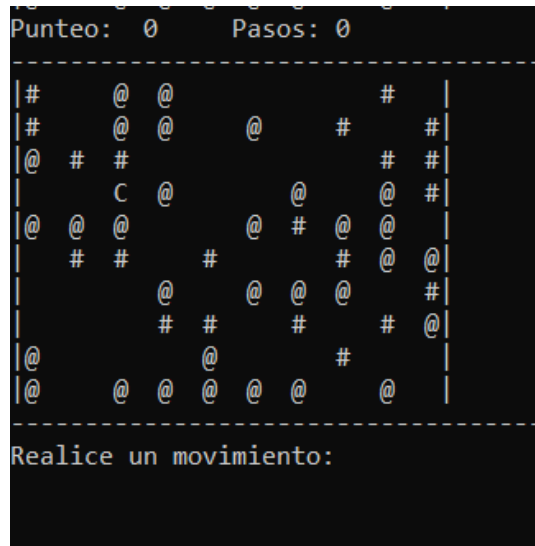 Punteo:  0     Pasos: 0
------------------------------------
|#     @  @              #   |
|#     @  @     @     #     #|
|@  #  #                 #  #|
|      C  @        @     @  #|
|@  @  @        @  #  @  @   |
|   #  #     #        #  @  @|
|         @     @  @  @     #|
|         #  #     #     #  @|
|@           @        #      |
|@     @  @  @  @  @     @   |
------------------------------------
Realice un movimiento: